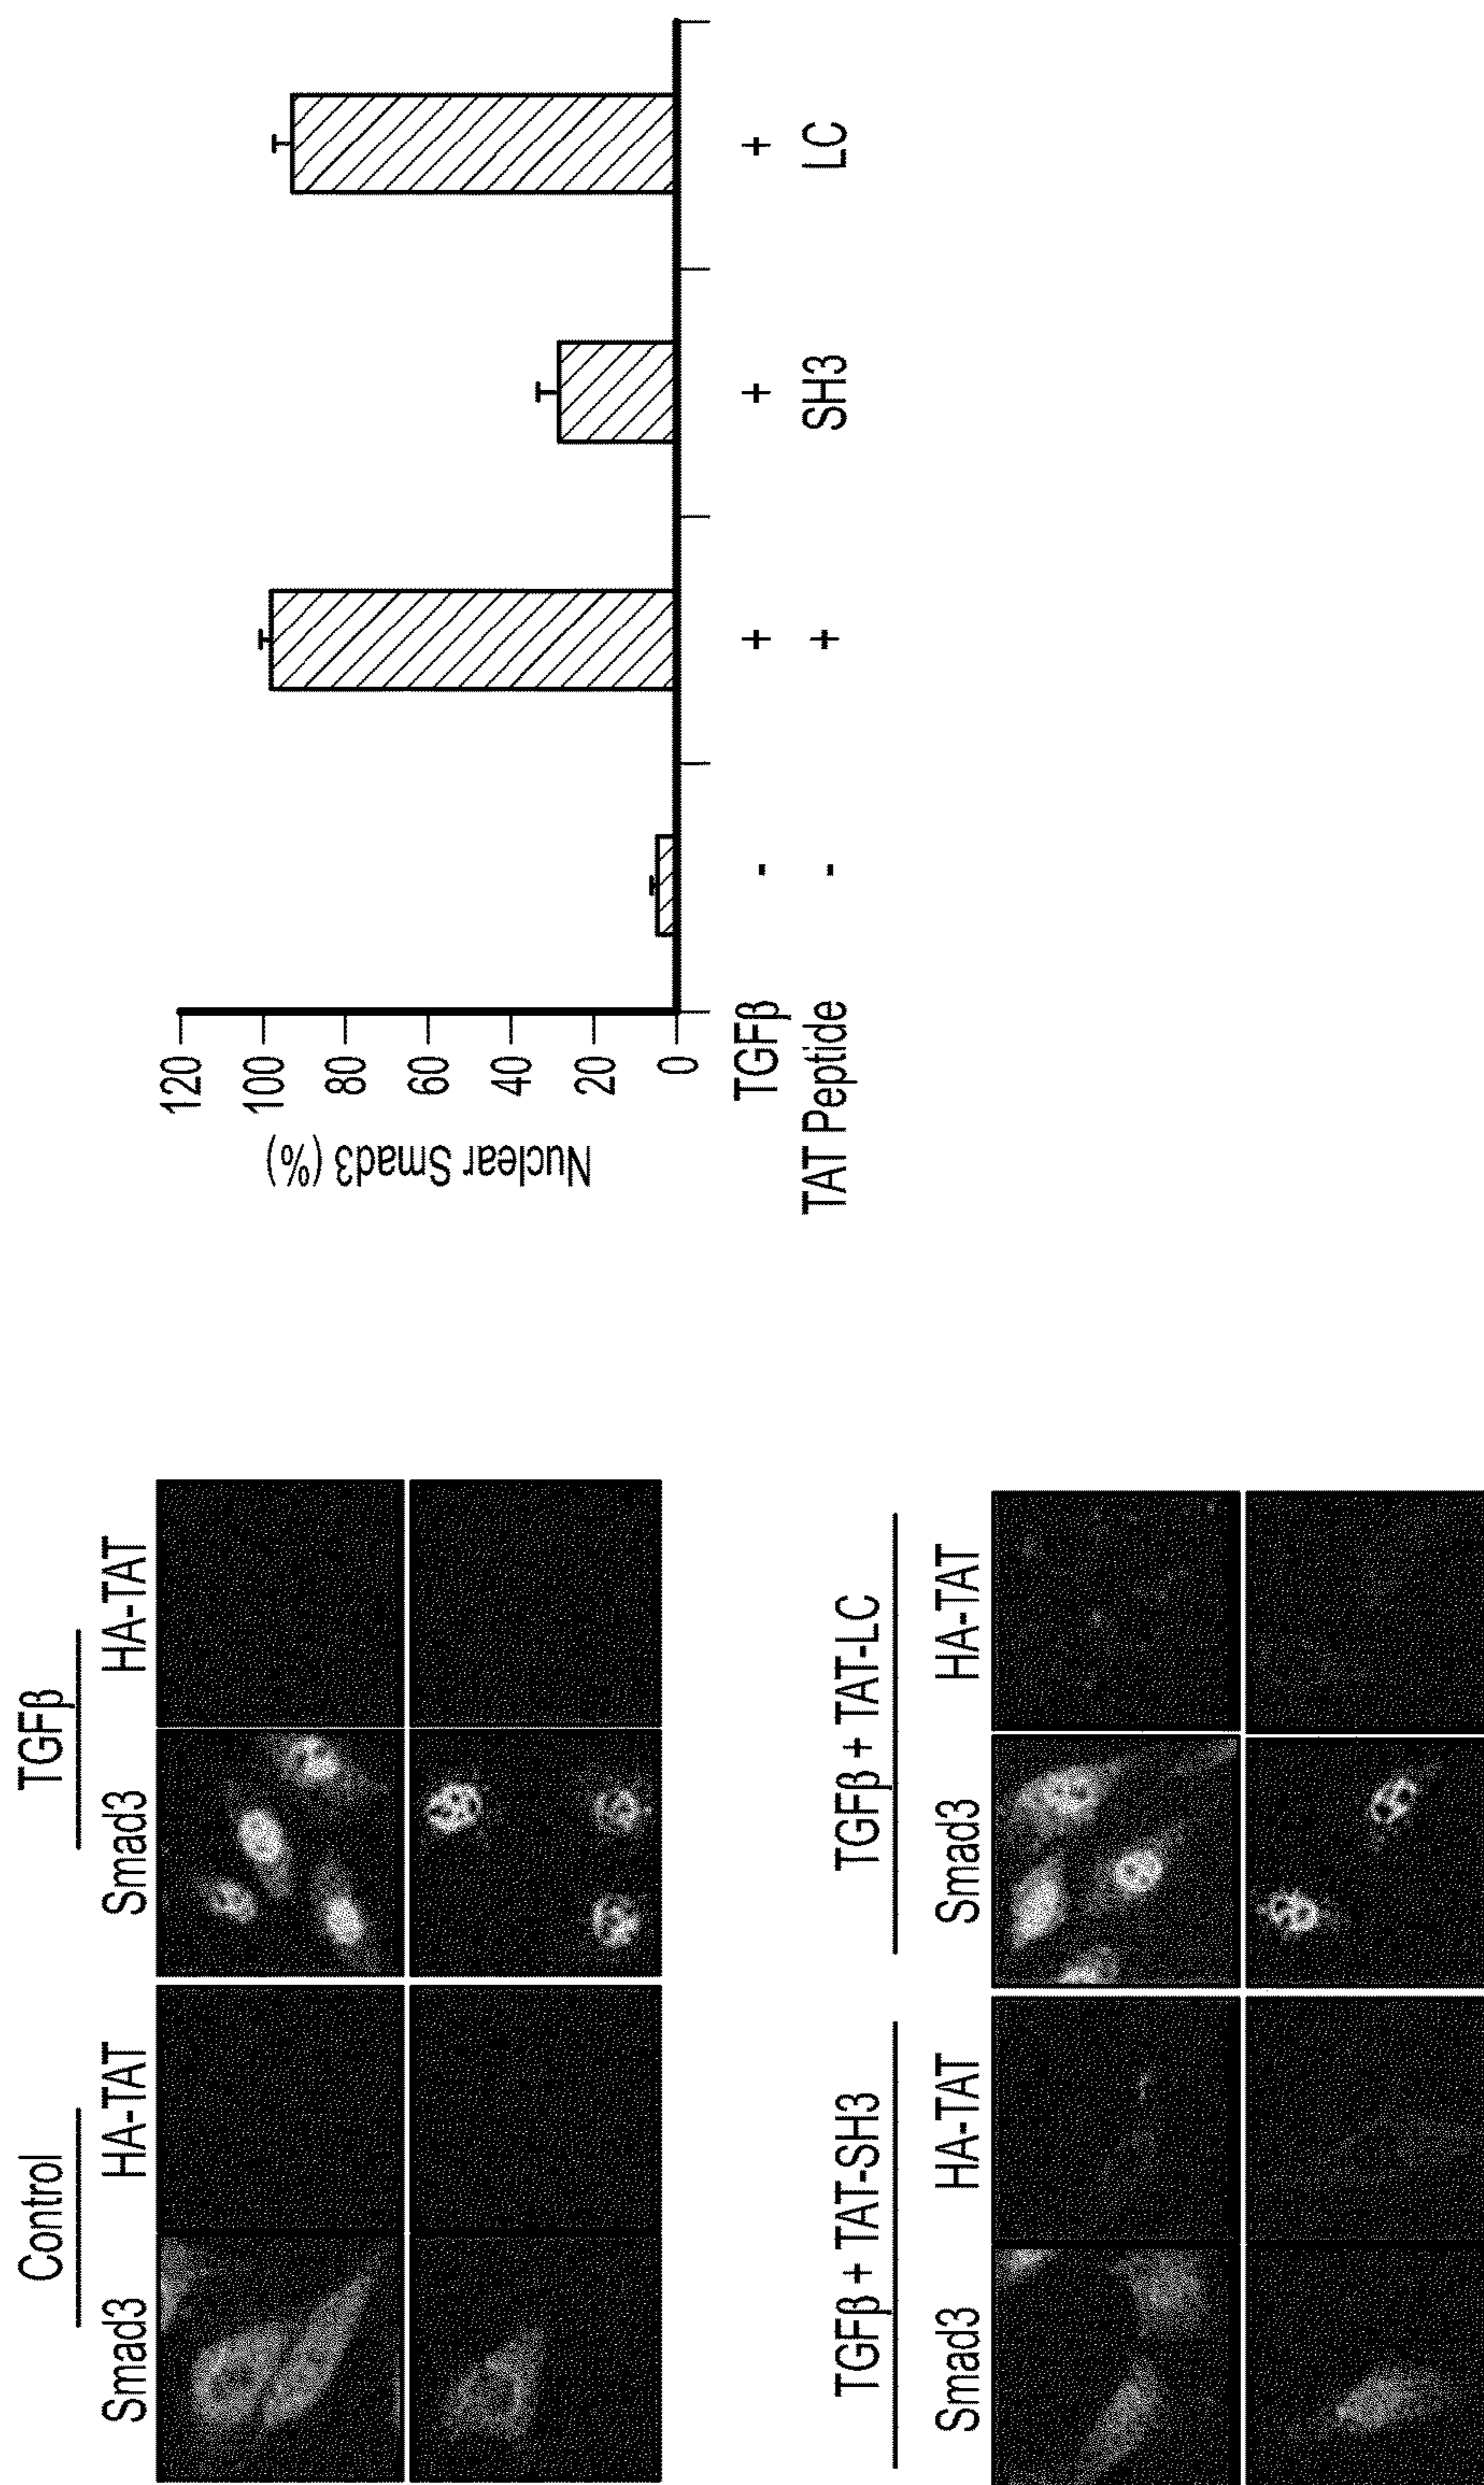 Control
TGFβ
Smad3 HA-TAT Smad3 HA-TAT
TGFβ + TAT-SH3
TGFβ + TAT-LC
Smad3 HA-TAT Smad3 HA-TAT
Nuclear Smad3 (%)
120
100
80
60
40
20
0
TGFβ - + + +
TAT Peptide - + SH3 LC